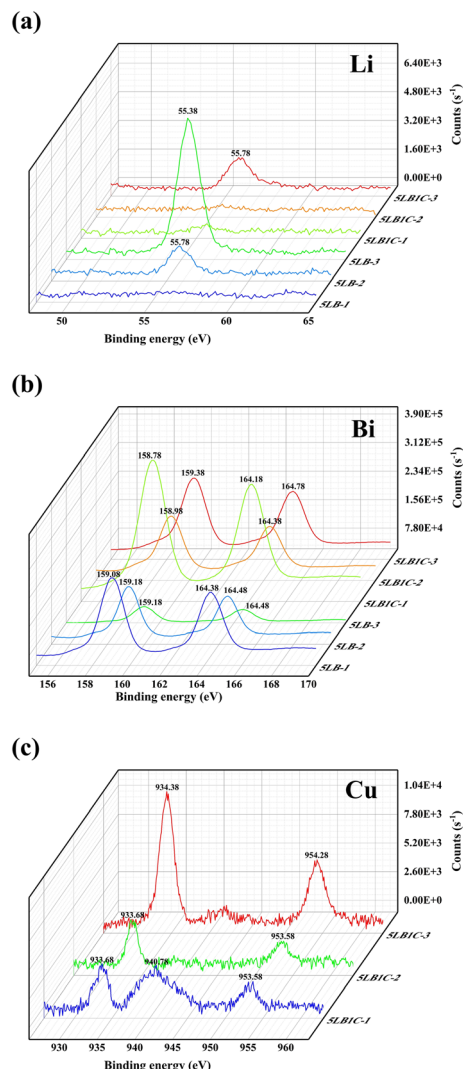 (a)
Li
6.40E+3
4.80E+3
3.20E+3
1.60E+3
0.00E+0
Counts (s-1)
55.38
55.78
55.78
5LB1C-3
5LB1C-2
5LB1C-1
5LB-3
5LB-2
5LB-1
50 55 60 65
Binding energy (eV)
(b)
Bi
3.90E+5
3.12E+5
2.34E+5
1.56E+5
7.80E+4
Counts (s-1)
158.78
159.38
164.18
164.78
158.98
164.38
159.08
159.18
164.38
164.48
159.18
164.48
5LB1C-3
5LB1C-2
5LB1C-1
5LB-3
5LB-2
5LB-1
156 158 160 162 164 166 168 170
Binding energy (eV)
(c)
Cu
1.04E+4
7.80E+3
5.20E+3
2.60E+3
0.00E+0
Counts (s-1)
934.38
954.28
933.68
953.58
933.68
940.78
953.58
5LB1C-3
5LB1C-2
5LB1C-1
930 935 940 945 950 955 960
Binding energy (eV)